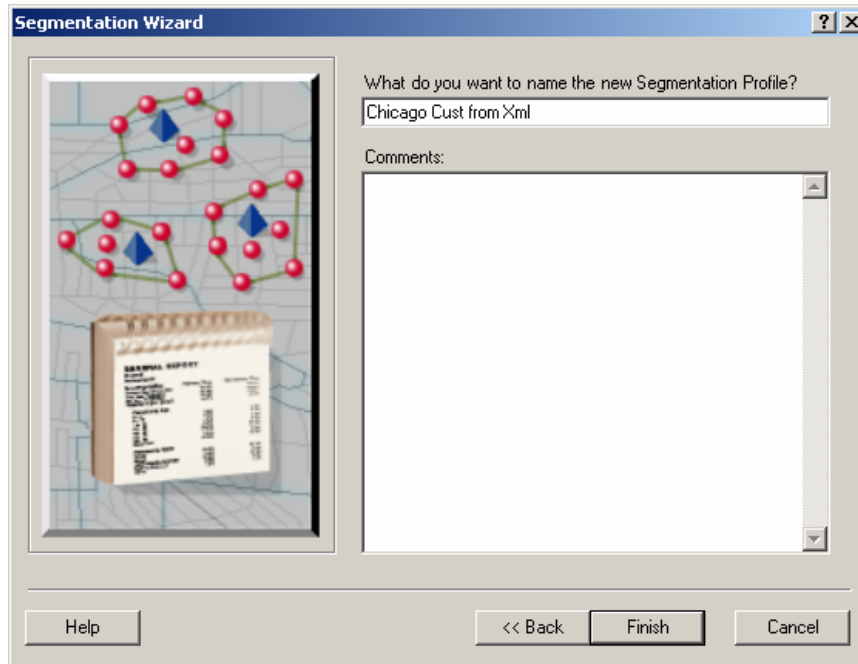 Segmentation Wizard
What do you want to name the new Segmentation Profile?
Chicago Cust from Xml
Comments:
Help
<< Back
Finish
Cancel